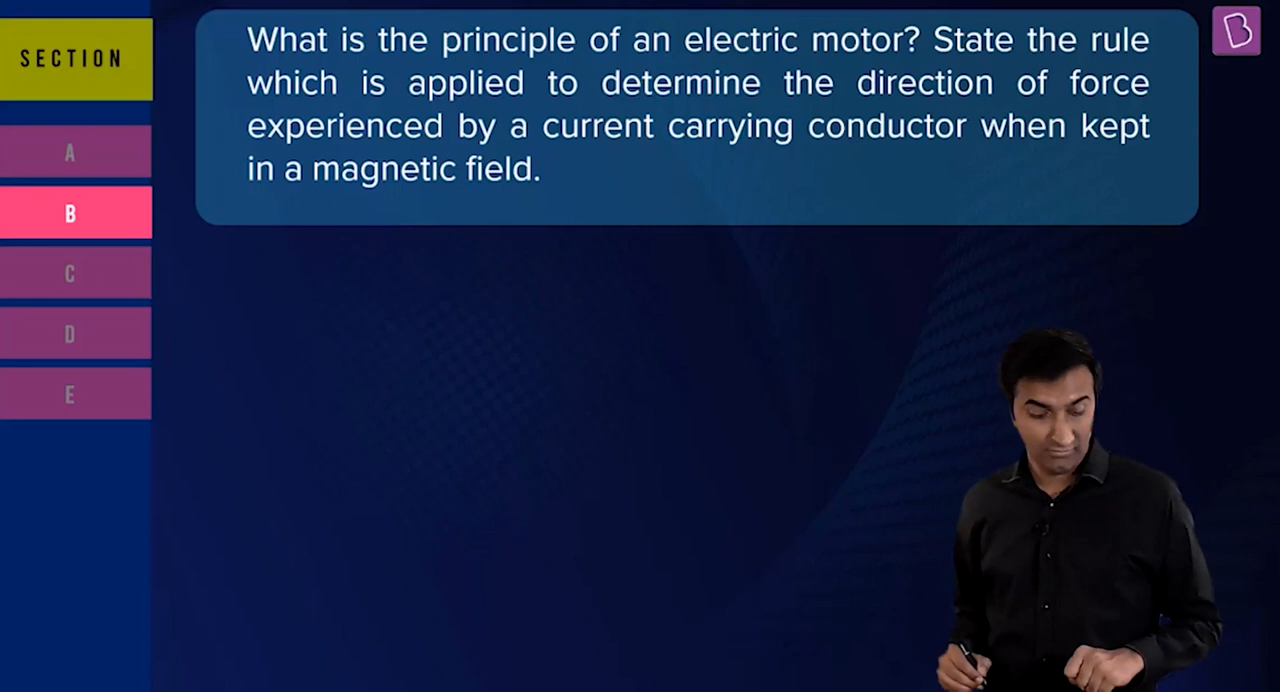 SECTION
A
B
C
D
E
What is the principle of an electric motor? State the rule
which is applied to determine the direction of force
experienced by a current carrying conductor when kept
in a magnetic field.
B